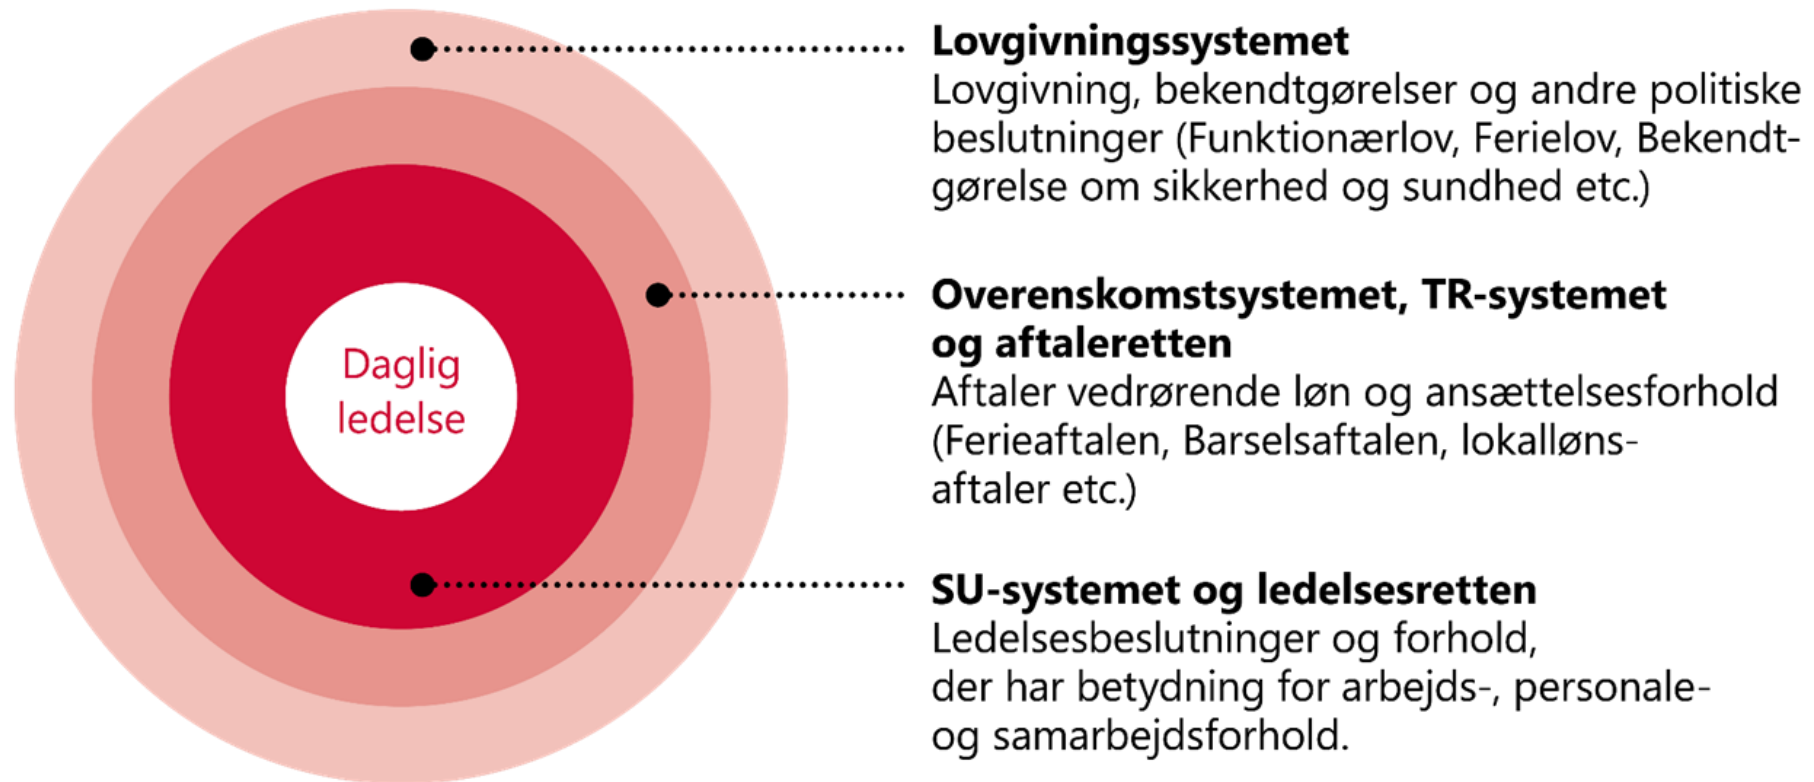 Daglig
ledelse
Lovgivningssystemet
Lovgivning, bekendtgørelser og andre politiske
beslutninger (Funktionærlov, Ferielov, Bekendt-
gørelse om sikkerhed og sundhed etc.)
Overenskomstsystemet, TR-systemet
og aftaleretten
Aftaler vedrørende løn og ansættelsesforhold
(Ferieaftalen, Barselsaftalen, lokalløns-
aftaler etc.)
SU-systemet og ledelsesretten
Ledelsesbeslutninger og forhold,
der har betydning for arbejds-, personale-
og samarbejdsforhold.